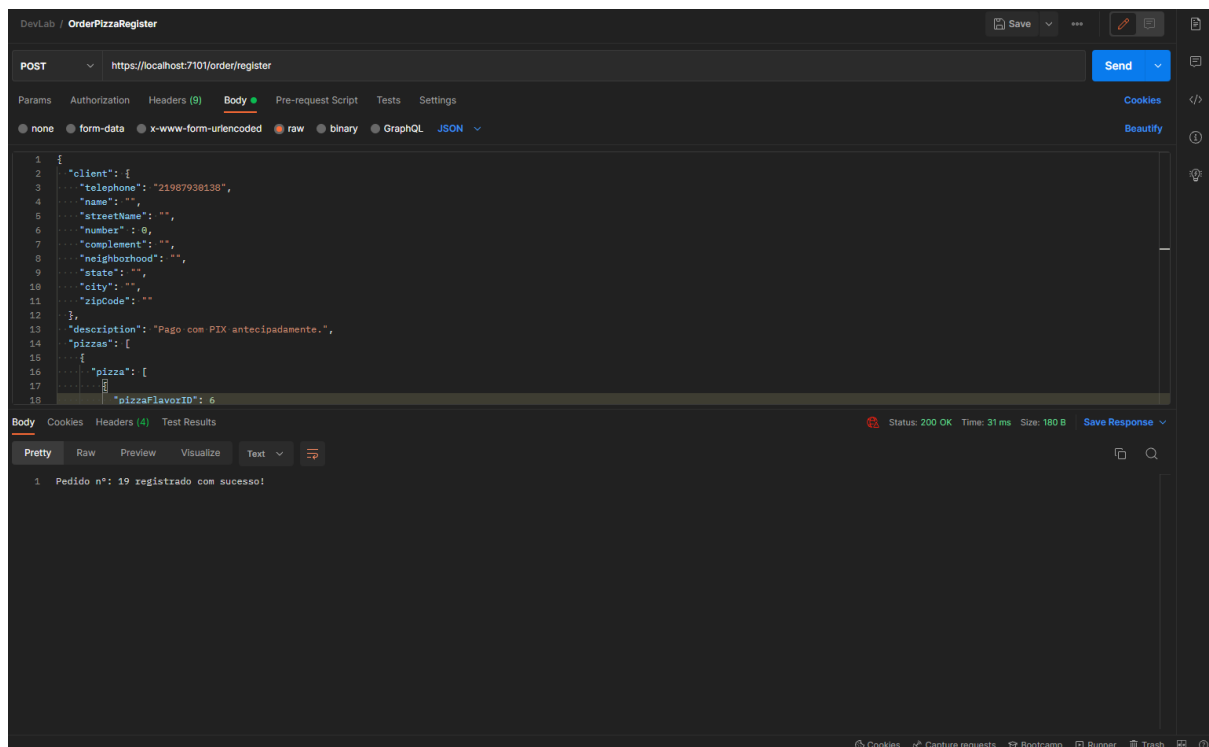 DevLab / OrderPizzaRegister
Save
POST https://localhost:7101/order/register Send
Params Authorization Headers (9) Body Pre-request Script Tests Settings Cookies
none form-data x-www-form-urlencoded raw binary GraphQL JSON Beautify
1 {
2 "client": {
3 "telephone": "21987930138",
4 "name": "",
5 "streetName": "",
6 "number" : 0,
7 "complement": "",
8 "neighborhood": "",
9 "state": "",
10 "city": "",
11 "zipCode": ""
12 },
13 "description": "Pago com PIX antecipadamente.",
14 "pizzas": [
15 {
16 "pizza": [
17 {
18 "pizzaFlavorID": 6
Body Cookies Headers (4) Test Results Status: 200 OK Time: 31 ms Size: 180 B Save Response
Pretty Raw Preview Visualize Text
1 Pedido nº: 19 registrado com sucesso!
Cookies Capture requests Bootcamp Runner Trash